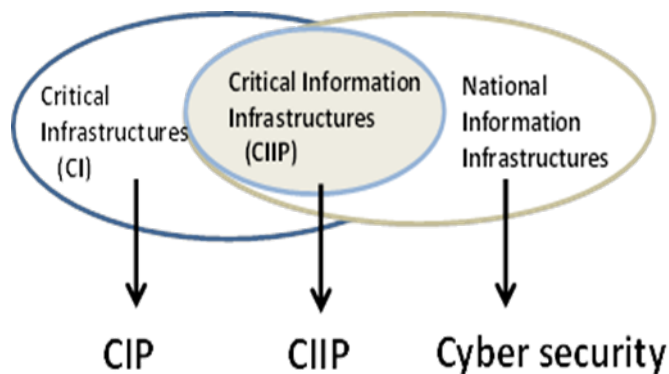 Critical
Infrastructures
(CI)
Critical Information
Infrastructures
(CIIP)
National
Information
Infrastructures
CIP
CIIP
Cyber security